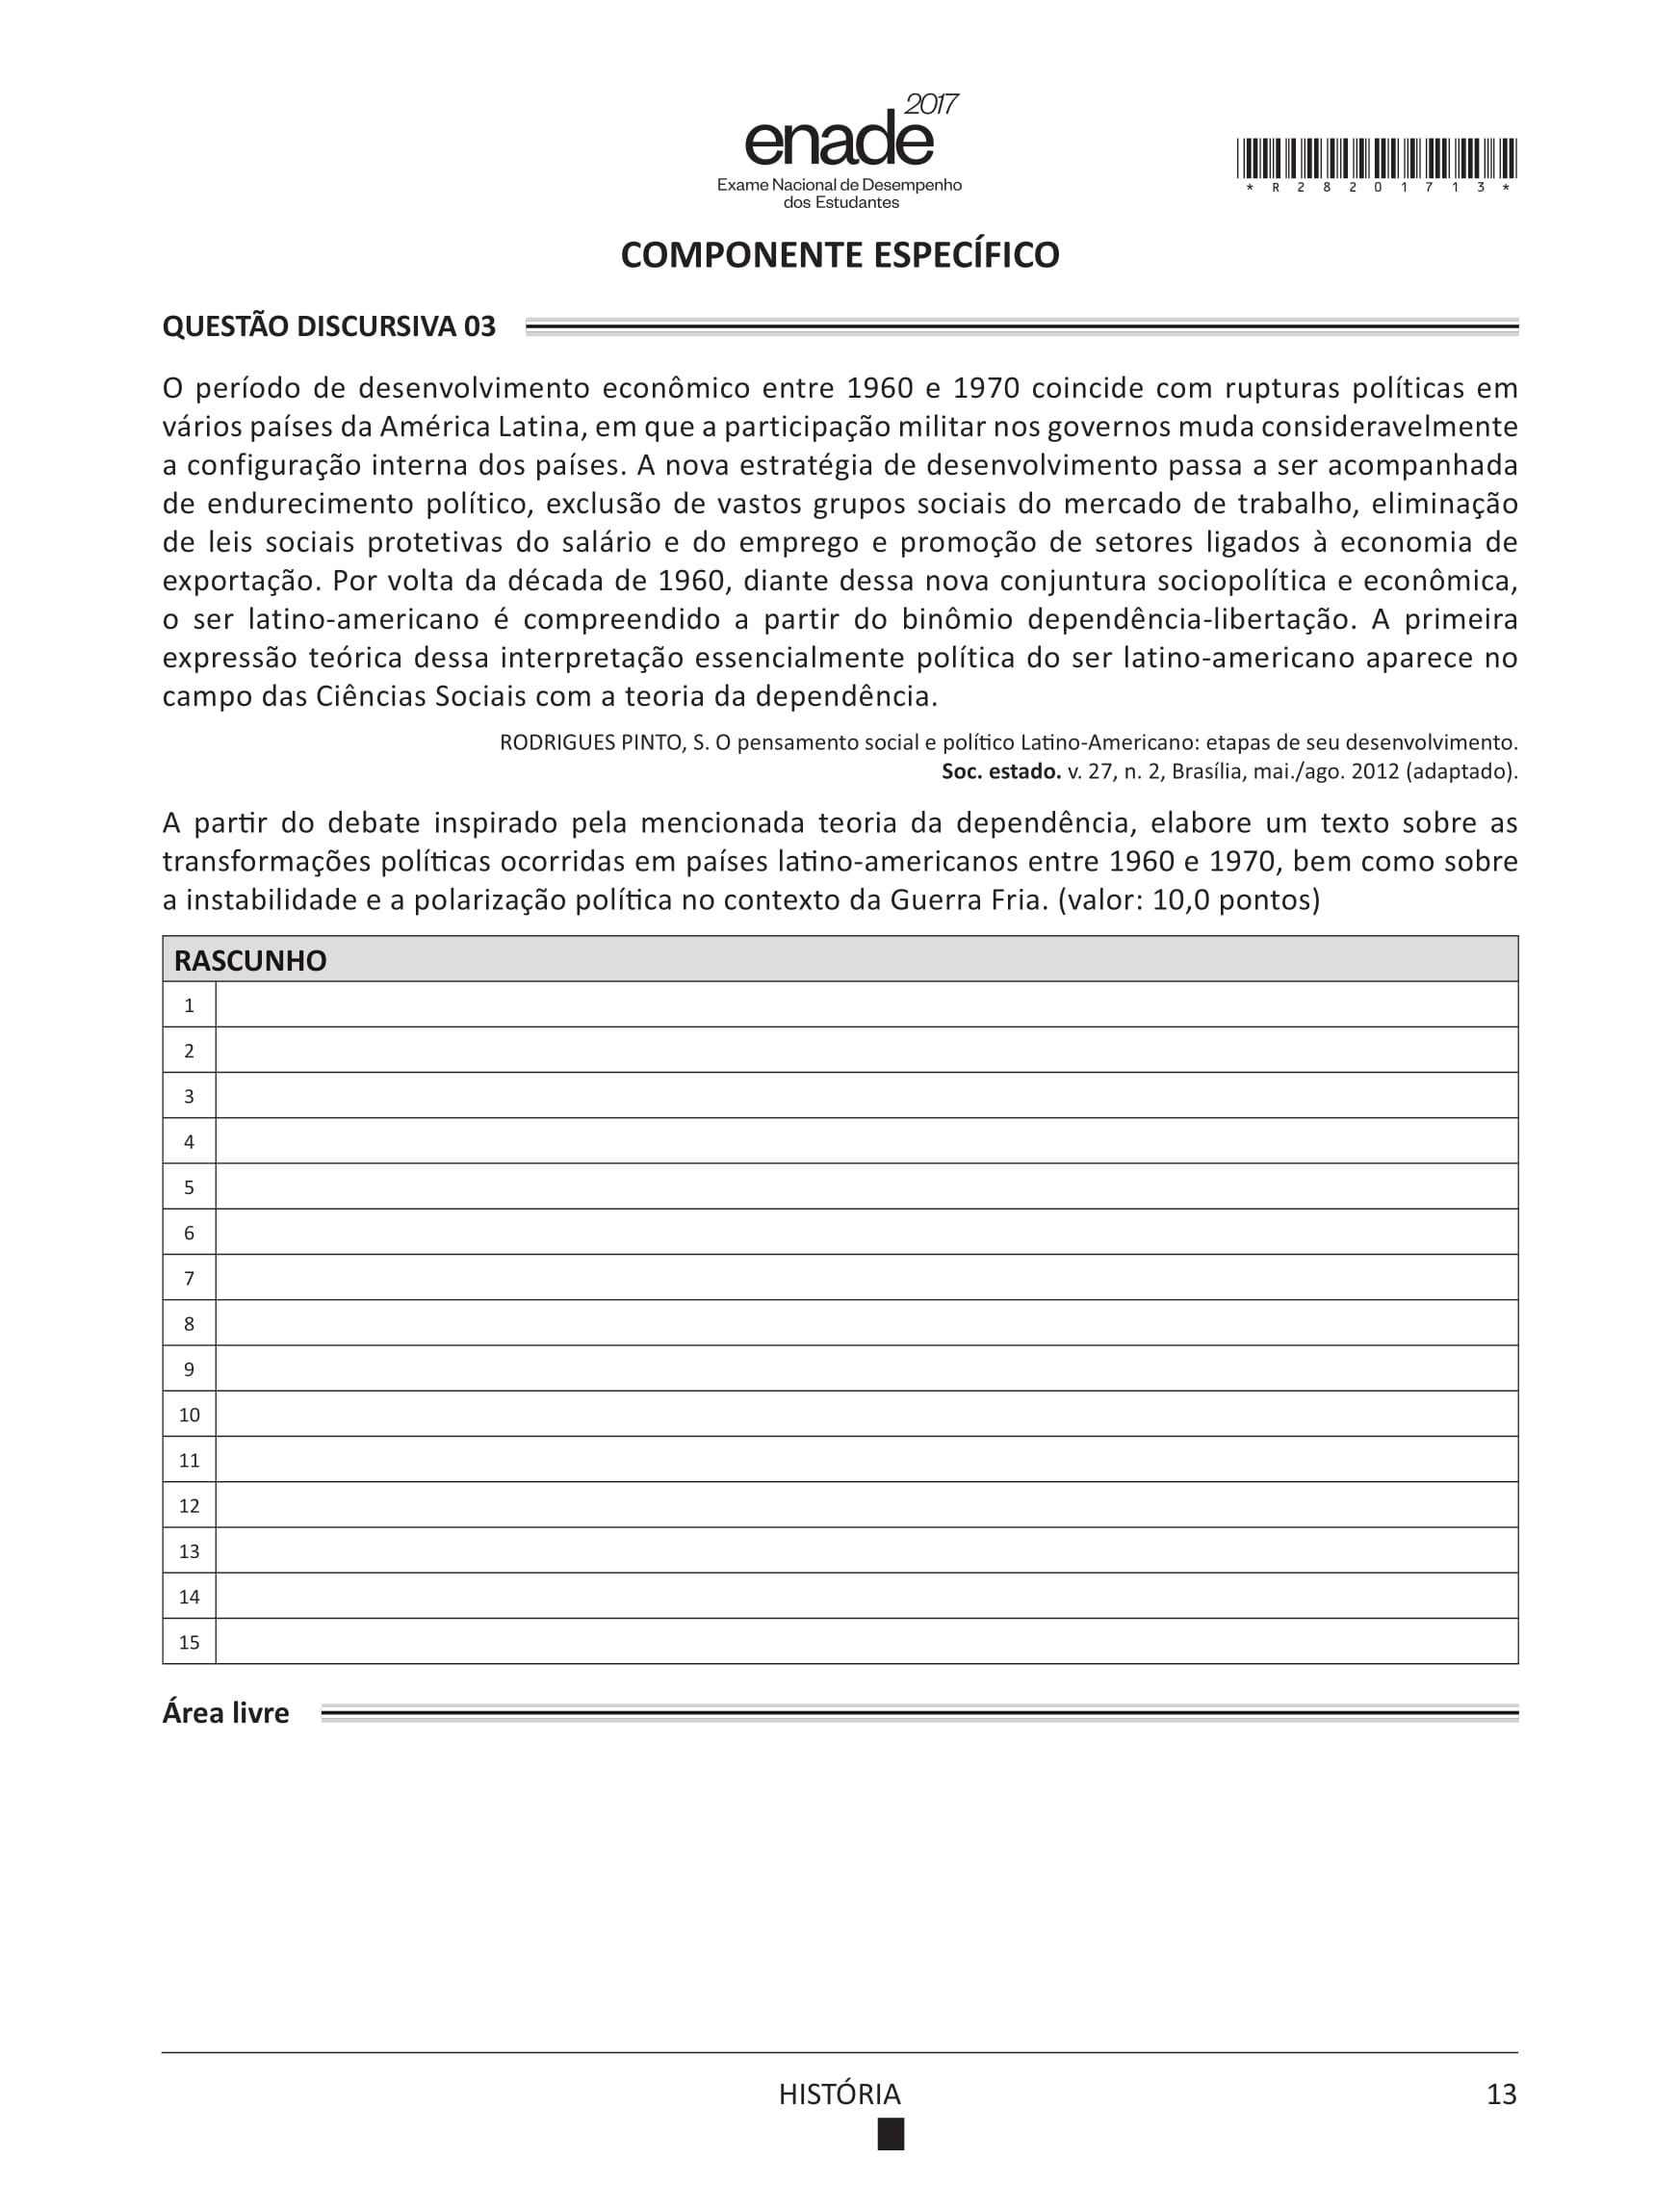 2017
enade
Exame Nacional de Desempenho
dos Estudantes
* R 2 8 2 0 1 7 1 3 *
COMPONENTE ESPECÍFICO
QUESTÃO DISCURSIVA 03
O período de desenvolvimento econômico entre 1960 e 1970 coincide com rupturas políticas em
vários países da América Latina, em que a participação militar nos governos muda consideravelmente
a configuração interna dos países. A nova estratégia de desenvolvimento passa a ser acompanhada
de endurecimento político, exclusão de vastos grupos sociais do mercado de trabalho, eliminação
de leis sociais protetivas do salário e do emprego e promoção de setores ligados à economia de
exportação. Por volta da década de 1960, diante dessa nova conjuntura sociopolítica e econômica,
o ser latino-americano é compreendido a partir do binômio dependência-libertação. A primeira
expressão teórica dessa interpretação essencialmente política do ser latino-americano aparece no
campo das Ciências Sociais com a teoria da dependência.
RODRIGUES PINTO, S. O pensamento social e político Latino-Americano: etapas de seu desenvolvimento.
Soc. estado. v. 27, n. 2, Brasília, mai./ago. 2012 (adaptado).
A partir do debate inspirado pela mencionada teoria da dependência, elabore um texto sobre as
transformações políticas ocorridas em países latino-americanos entre 1960 e 1970, bem como sobre
a instabilidade e a polarização política no contexto da Guerra Fria. (valor: 10,0 pontos)
RASCUNHO
1
2
3
4
5
6
7
8
9
10
11
12
13
14
15
Área livre
HISTÓRIA
13